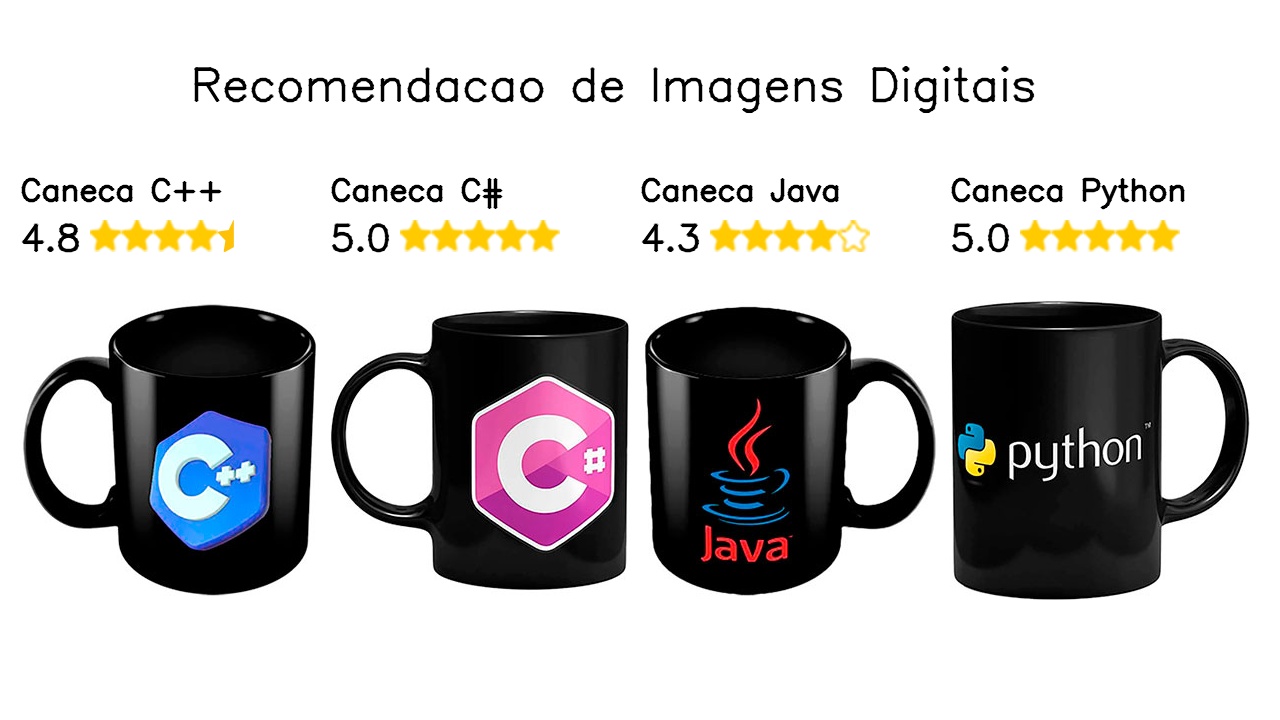 Recomendacao de Imagens Digitais
Caneca C++
4.8
Caneca C#
5.0
Caneca Java
4.3
Caneca Python
5.0
C++
C#
Java
python™